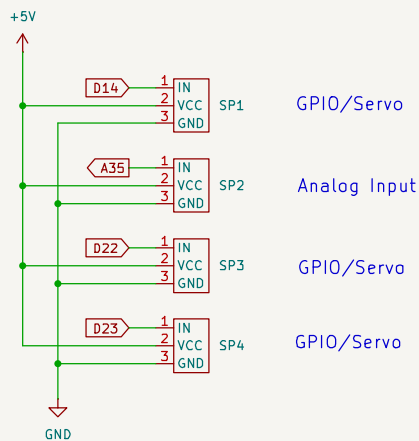 +5V
D14 1 IN
2 VCC SP1 GPIO/Servo
3 GND
A35 1 IN
2 VCC SP2 Analog Input
3 GND
D22 1 IN
2 VCC SP3 GPIO/Servo
3 GND
D23 1 IN
2 VCC SP4 GPIO/Servo
3 GND
GND